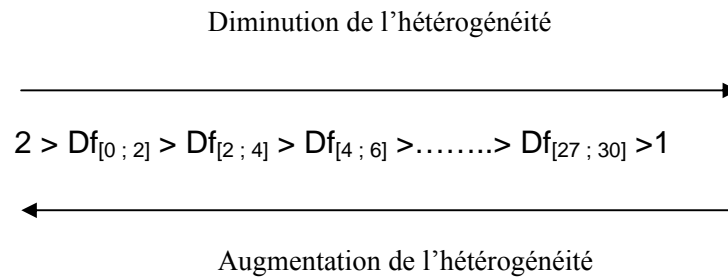 Diminution de l’hétérogénéité
2 > Df[0 ; 2] > Df[2 ; 4] > Df[4 ; 6] >……..> Df[27 ; 30] >1
Augmentation de l’hétérogénéité